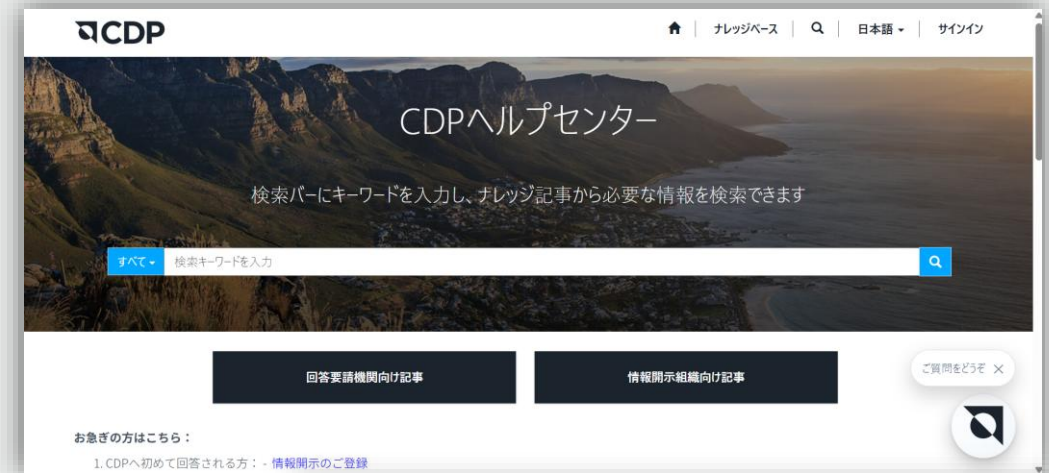 CDP
ナレッジベース
日本語
サインイン
CDPヘルプセンター
検索バーにキーワードを入力し、ナレッジ記事から必要な情報を検索できます
すべて
検索キーワードを入力
回答要請機関向け記事
情報開示組織向け記事
ご質問をどうぞ ×
お急ぎの方はこちら：
1. CDPへ初めて回答される方： - 情報開示のご登録